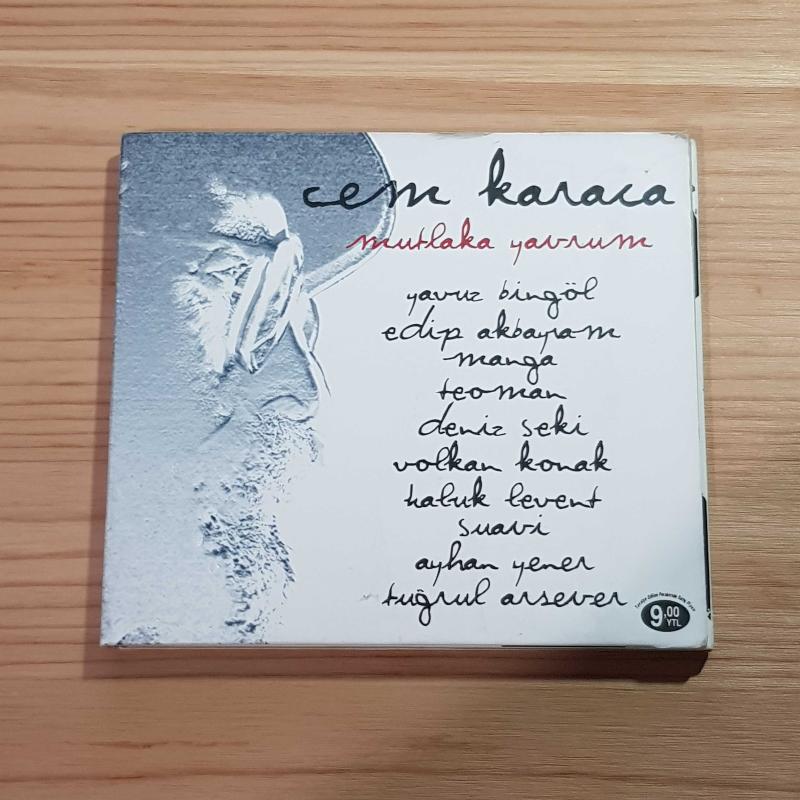 cem karaca
mutlaka yavrum
yavuz bingöl
edip akbayram
manga
teoman
deniz seki
volkan konak
haluk levent
suavi
ayhan yener
tuğrul arsever
9,00
YTL